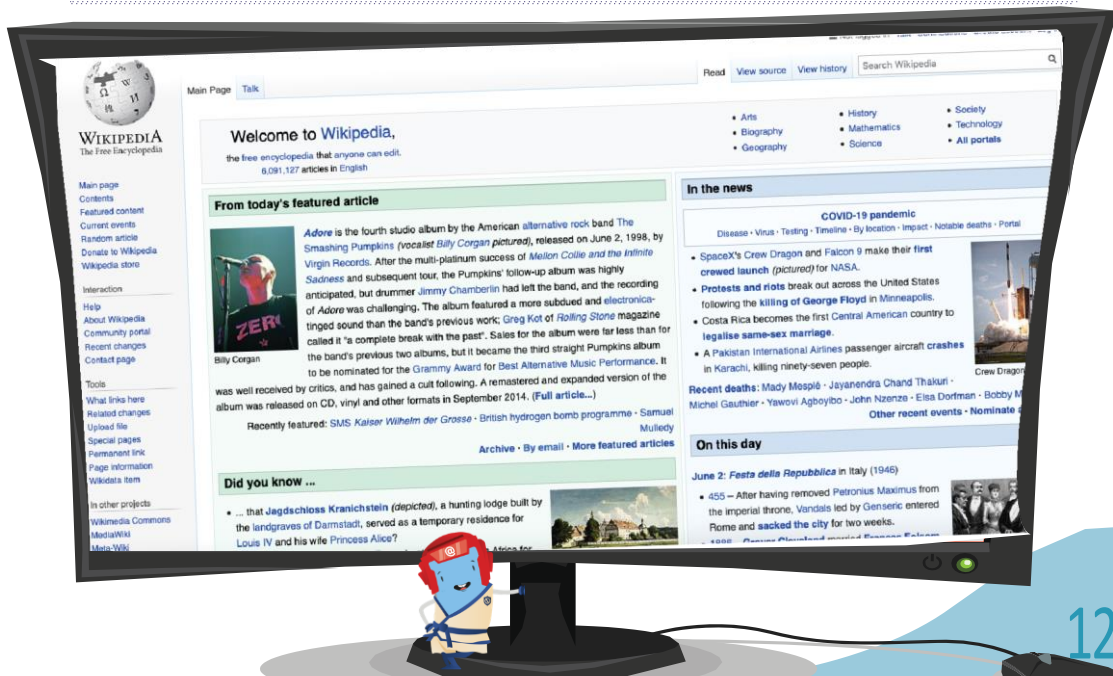 Main Page Talk
Read View source View history Search Wikipedia
WIKIPEDIA
The Free Encyclopedia
Main page
Contents
Featured content
Current events
Random article
Donate to Wikipedia
Wikipedia store
Interaction
Help
About Wikipedia
Community portal
Recent changes
Contact page
Tools
What links here
Related changes
Upload file
Special pages
Permanent link
Page information
Wikidata item
In other projects
Wikimedia Commons
MediaWiki
Meta-Wiki
Welcome to Wikipedia,
the free encyclopedia that anyone can edit.
6,091,127 articles in English
• Arts
• Biography
• Geography
• History
• Mathematics
• Science
• Society
• Technology
• All portals
From today's featured article
Adore is the fourth studio album by the American alternative rock band The
Smashing Pumpkins (vocalist Billy Corgan pictured), released on June 2, 1998, by
Virgin Records. After the multi-platinum success of Mellon Collie and the Infinite
Sadness and subsequent tour, the Pumpkins' follow-up album was highly
anticipated, but drummer Jimmy Chamberlin had left the band, and the recording
of Adore was challenging. The album featured a more subdued and electronica-
tinged sound than the band's previous work; Greg Kot of Rolling Stone magazine
called it "a complete break with the past". Sales for the album were far less than for
the band's previous two albums, but it became the third straight Pumpkins album
to be nominated for the Grammy Award for Best Alternative Music Performance. It
was well received by critics, and has gained a cult following. A remastered and expanded version of the
album was released on CD, vinyl and other formats in September 2014. (Full article...)
ZERO
Billy Corgan
Recently featured: SMS Kaiser Wilhelm der Grosse · British hydrogen bomb programme · Samuel
Mulledy
Archive · By email · More featured articles
Did you know ...
• ... that Jagdschloss Kranichstein (depicted), a hunting lodge built by
the landgraves of Darmstadt, served as a temporary residence for
Louis IV and his wife Princess Alice?
Africa for
In the news
COVID-19 pandemic
Disease · Virus · Testing · Timeline · By location · Impact · Notable deaths · Portal
• SpaceX's Crew Dragon and Falcon 9 make their first
crewed launch (pictured) for NASA.
• Protests and riots break out across the United States
following the killing of George Floyd in Minneapolis.
• Costa Rica becomes the first Central American country to
legalise same-sex marriage.
• A Pakistan International Airlines passenger aircraft crashes
in Karachi, killing ninety-seven people.
Crew Dragon
Recent deaths: Mady Mesplé · Jayanendra Chand Thakuri ·
Michel Gauthier · Yawovi Agboyibo · John Nzenze · Elsa Dorfman · Bobby M
Other recent events · Nominate a
On this day
June 2: Festa della Repubblica in Italy (1946)
• 455 – After having removed Petronius Maximus from
the imperial throne, Vandals led by Genseric entered
Rome and sacked the city for two weeks.
• 1886 – Grover Cleveland married Frances Folsom
@
12